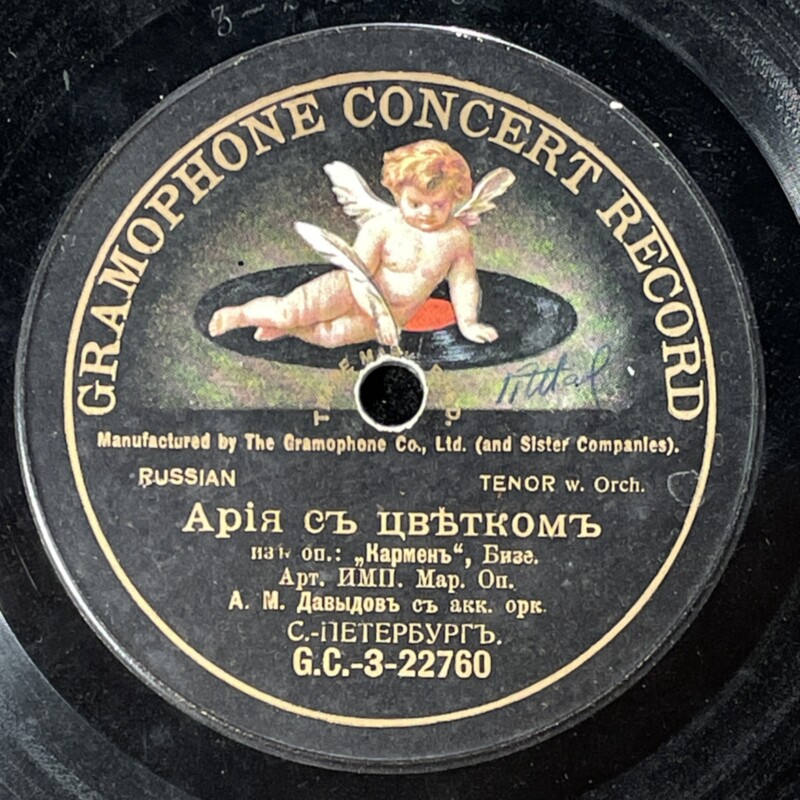 GRAMOPHONE CONCERT RECORD
Manufactured by The Gramophone Co., Ltd. (and Sister Companies).
RUSSIAN TENOR w. Orch.
Арія съ цвѣткомъ
изъ оп.: „Карменъ“, Бизе.
Арт. ИМП. Мар. Оп.
А. М. Давыдовъ съ акк. орк.
С.-ПЕТЕРБУРГЪ.
G.C.-3-22760